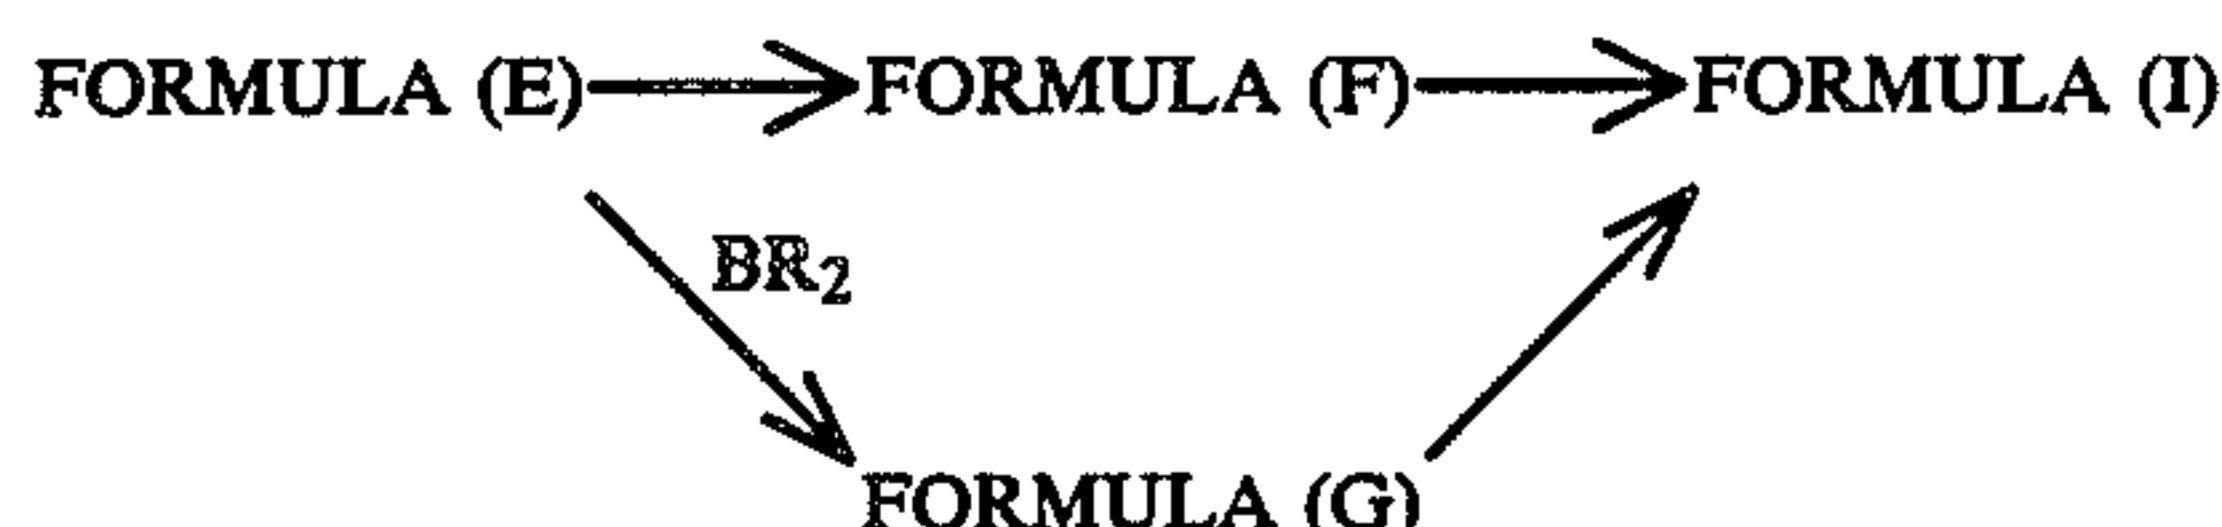 FORMULA (E) FORMULA (F) FORMULA (I)
BR2
FORMULA (G)